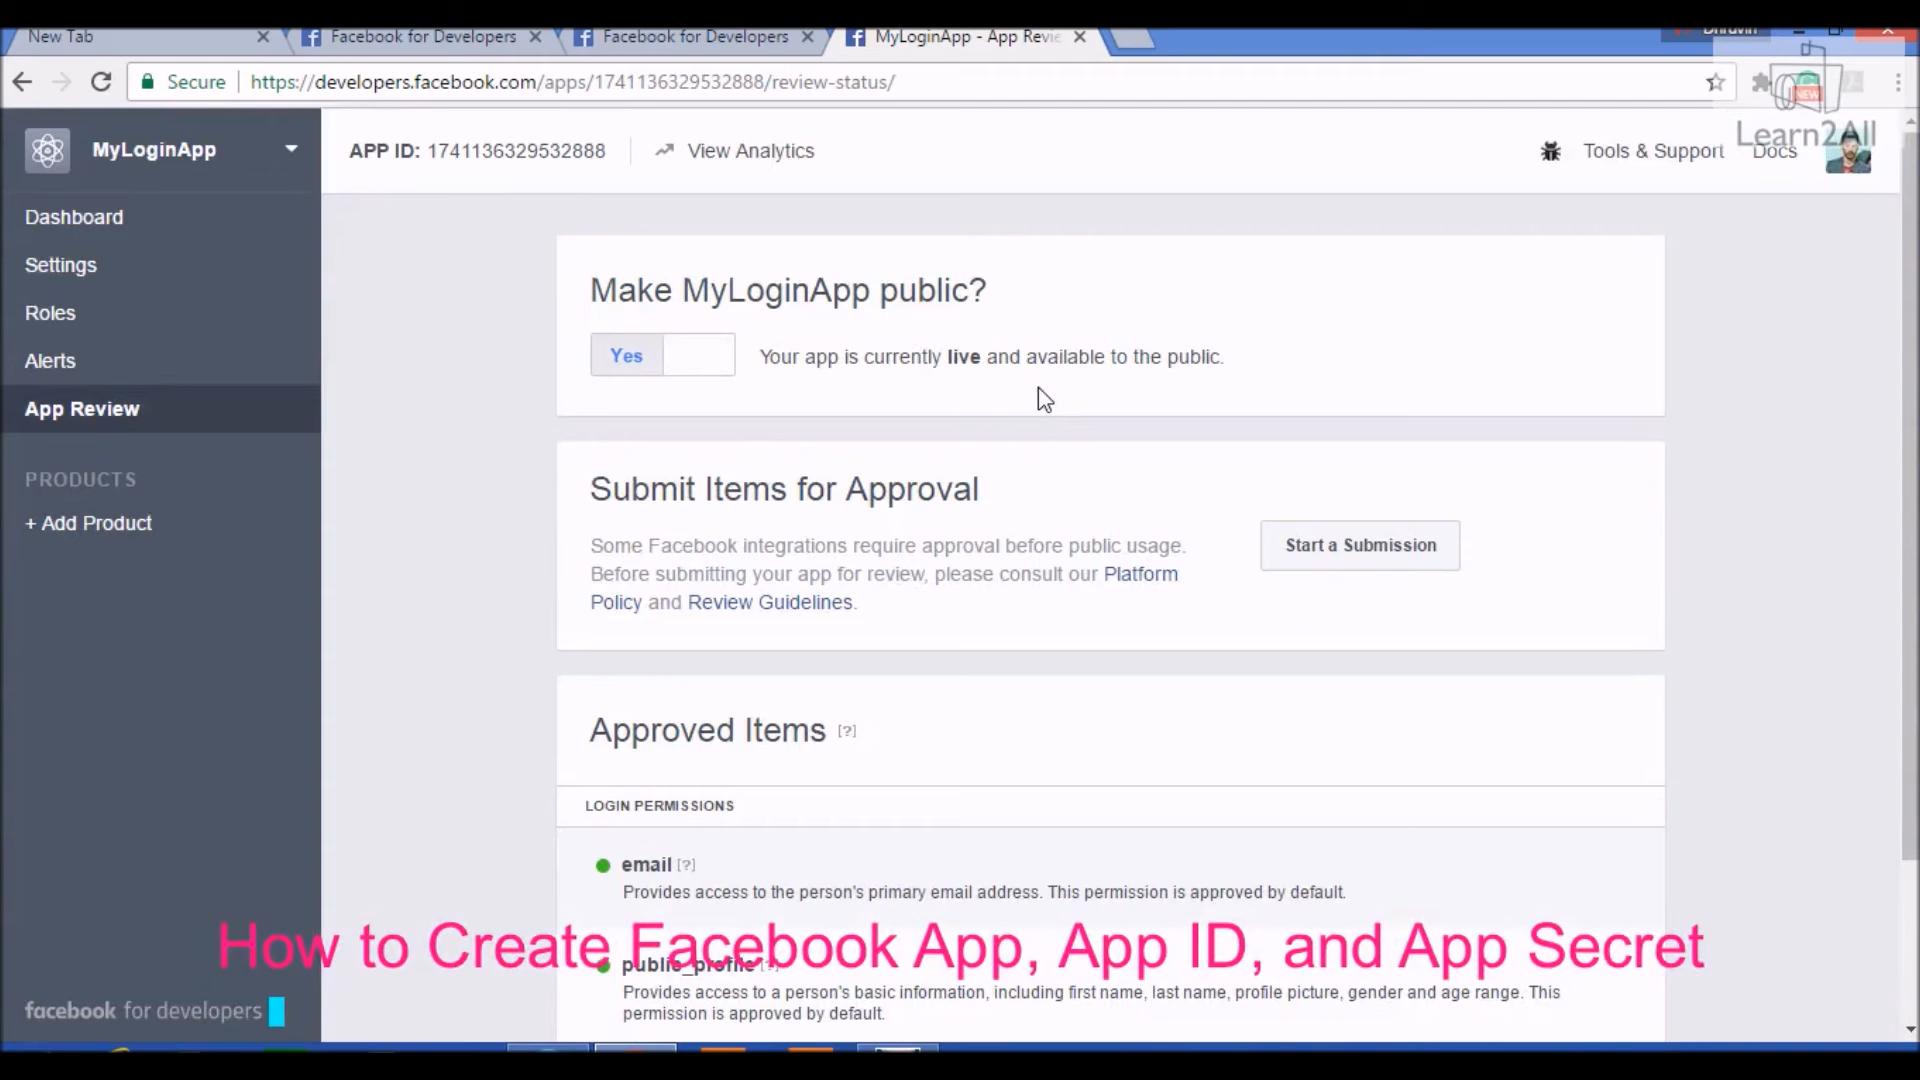 New Tab
Facebook for Developers
Facebook for Developers
MyLoginApp - App Revie
Dhruvin
Secure
https://developers.facebook.com/apps/1741136329532888/review-status/
NEW
Learn2All
MyLoginApp
APP ID: 1741136329532888
View Analytics
Tools & Support
Docs
Dashboard
Settings
Roles
Alerts
App Review
PRODUCTS
+ Add Product
Make MyLoginApp public?
Yes
Your app is currently live and available to the public.
Submit Items for Approval
Some Facebook integrations require approval before public usage.
Before submitting your app for review, please consult our Platform
Policy and Review Guidelines.
Start a Submission
Approved Items [?]
LOGIN PERMISSIONS
email [?]
Provides access to the person's primary email address. This permission is approved by default.
How to Create Facebook App, App ID, and App Secret
public_profile [?]
Provides access to a person's basic information, including first name, last name, profile picture, gender and age range. This
permission is approved by default.
facebook for developers